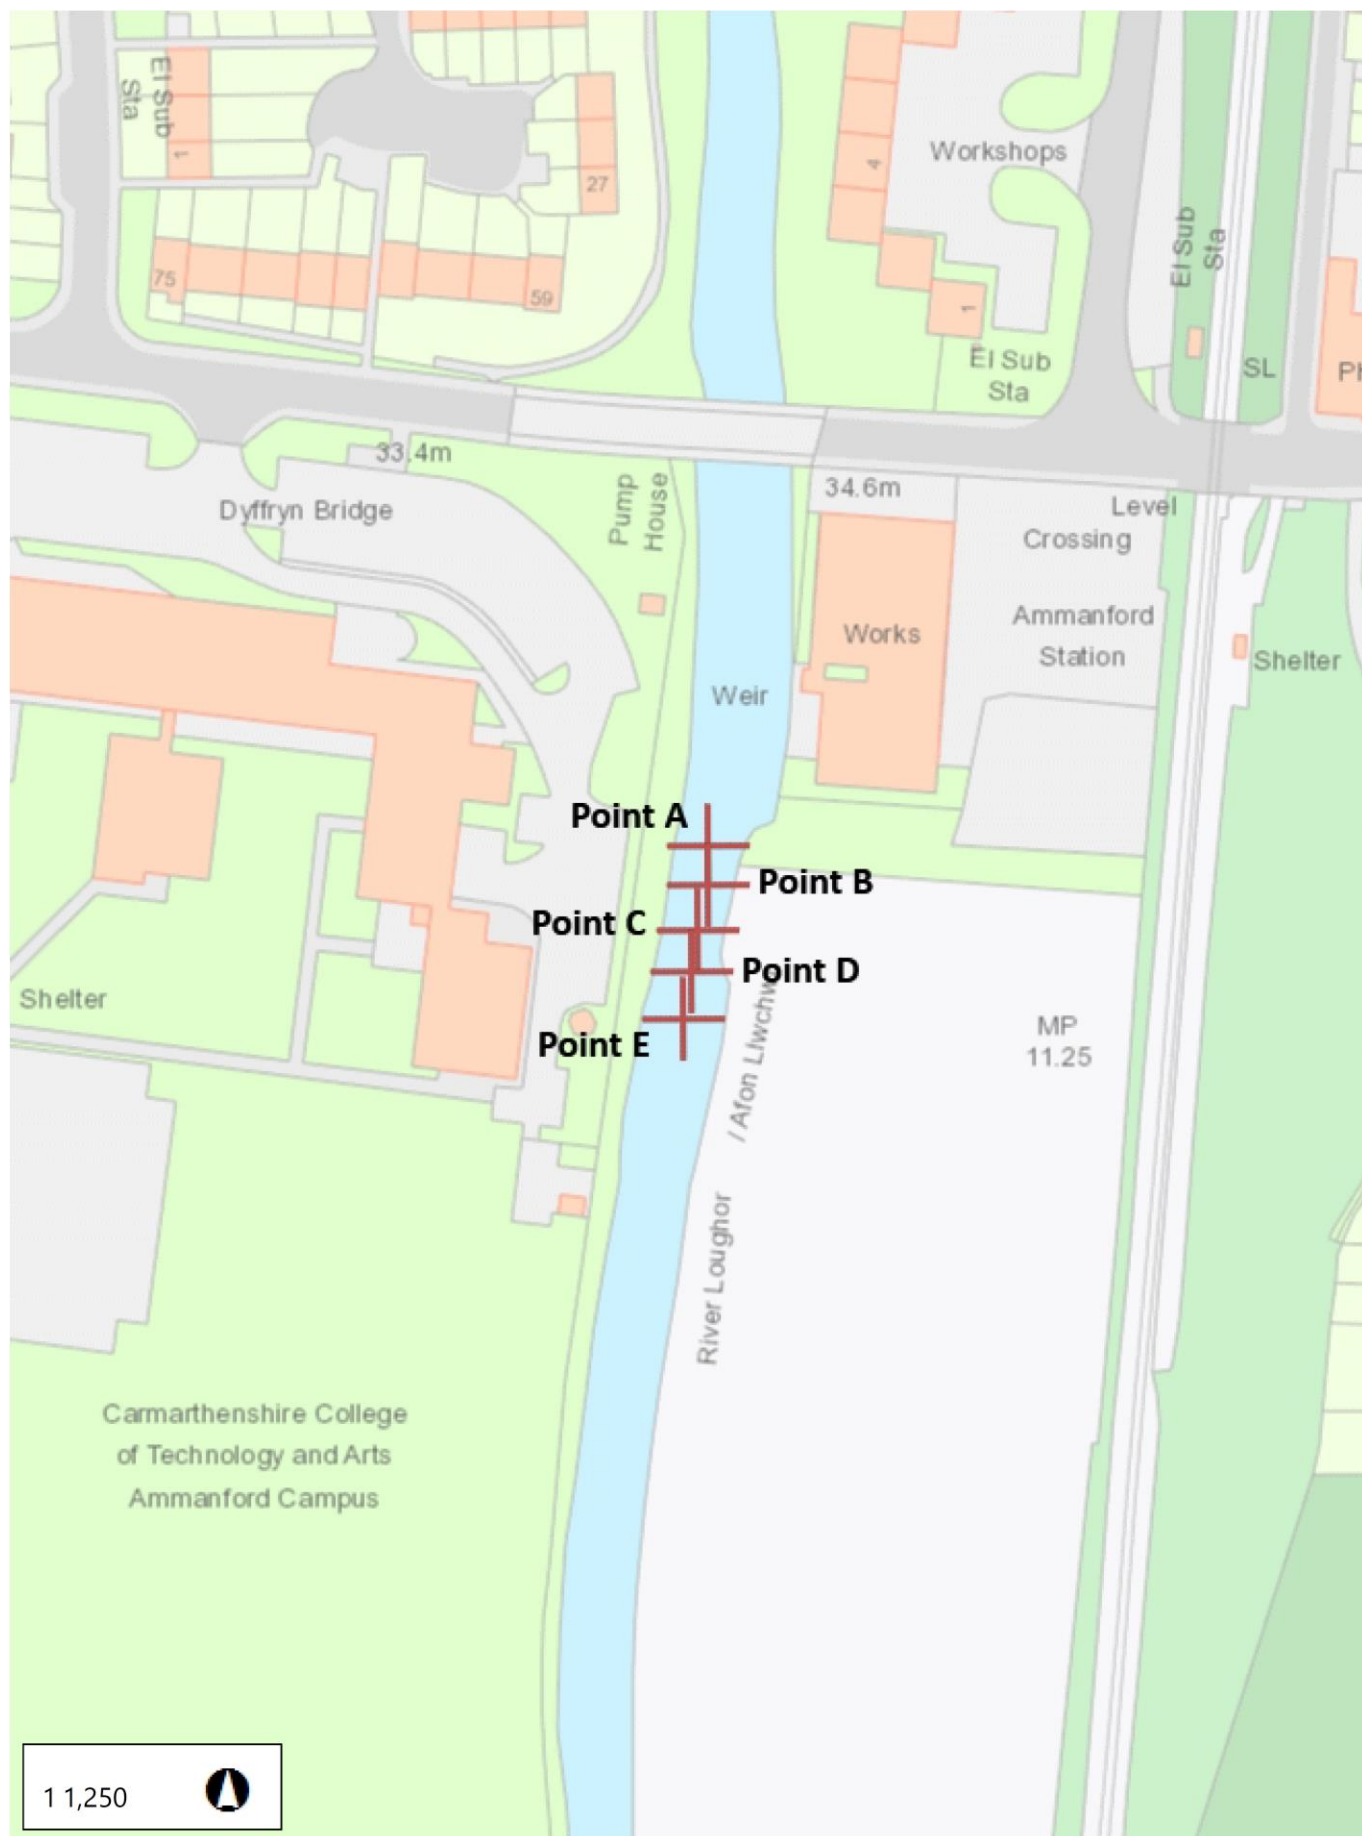 El Sub
Sta
1
27
4
Workshops
El Sub
Sta
75
59
1
El Sub
Sta
SL
33.4m
Pump
House
34.6m
Dyffryn Bridge
Level
Crossing
Works
Ammanford
Station
Shelter
Weir
Point A
Point B
Point C
Point D
Shelter
Point E
MP
11.25
River Loughor
/ Afon Llwchw
Carmarthenshire College
of Technology and Arts
Ammanford Campus
1 1,250